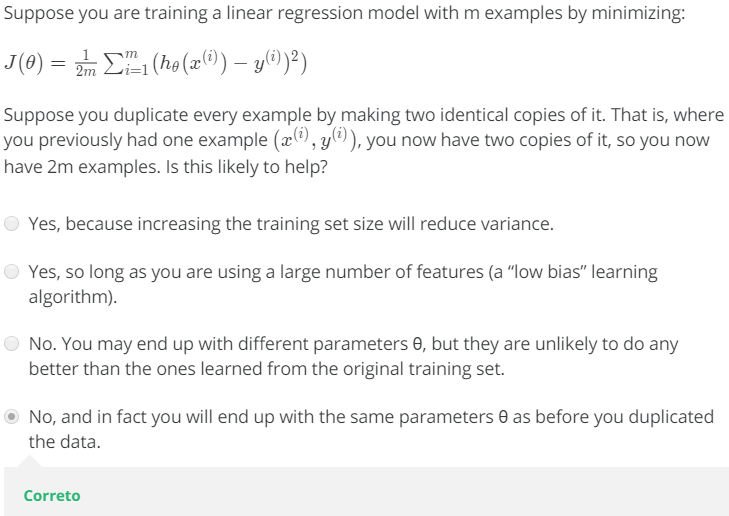 Suppose you are training a linear regression model with m examples by minimizing:
J(θ) = 1/2m ∑ᵢ₌₁ᵐ (hθ(x⁽ⁱ⁾) − y⁽ⁱ⁾)²)
Suppose you duplicate every example by making two identical copies of it. That is, where
you previously had one example (x⁽ⁱ⁾, y⁽ⁱ⁾), you now have two copies of it, so you now
have 2m examples. Is this likely to help?
Yes, because increasing the training set size will reduce variance.
Yes, so long as you are using a large number of features (a “low bias” learning
algorithm).
No. You may end up with different parameters θ, but they are unlikely to do any
better than the ones learned from the original training set.
No, and in fact you will end up with the same parameters θ as before you duplicated
the data.
Correto